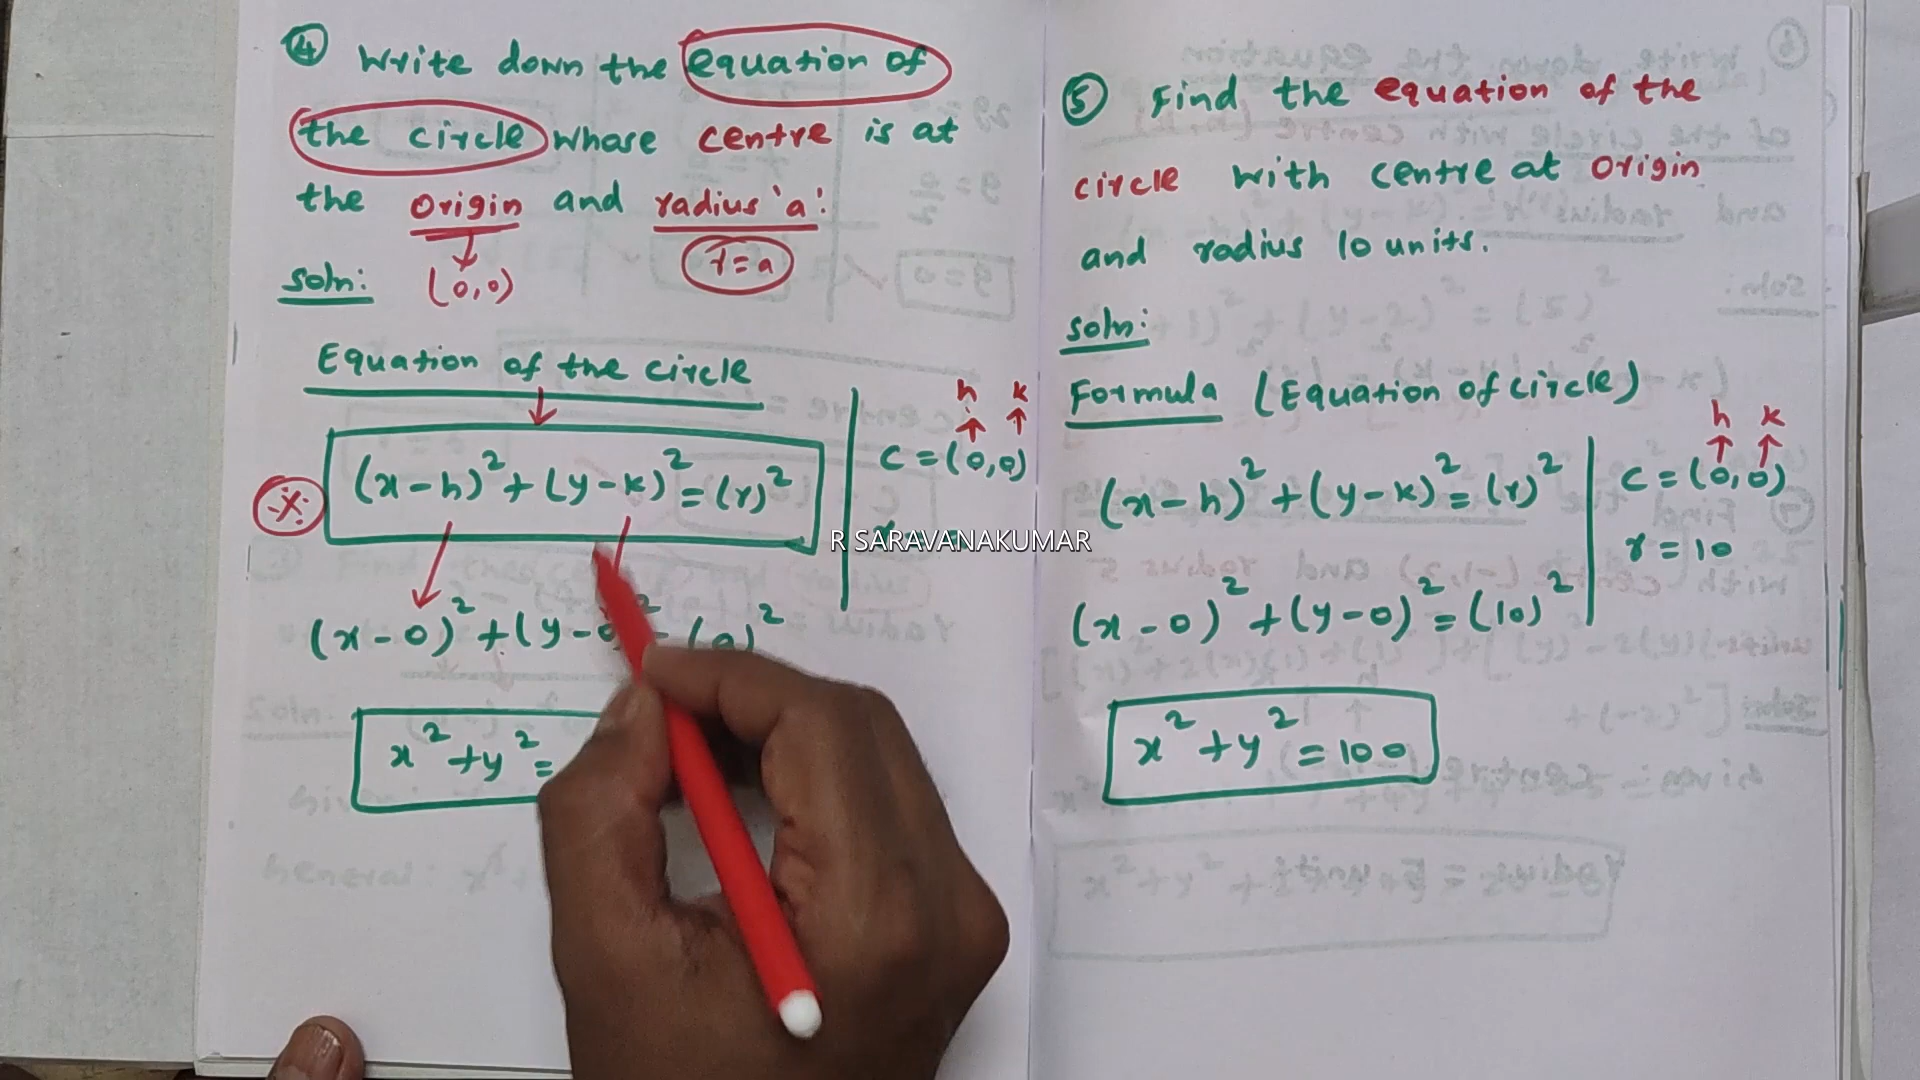 ④ Write down the equation of
the circle whose centre is at
the origin and radius 'a'.
(0,0)
r=a
Soln:
Equation of the circle
(x-h)²+(y-k)²=(r)²
h k
C=(0,0)
r =
(x-0)²+(y-0)²=(a)²
x²+y²=
R SARAVANAKUMAR
⑤ Find the equation of the
circle with centre at origin
and radius 10 units.
Soln:
Formula (Equation of circle)
(x-h)²+(y-k)²=(r)²
h k
C=(0,0)
r=10
(x-0)²+(y-0)²=(10)²
x²+y²=100